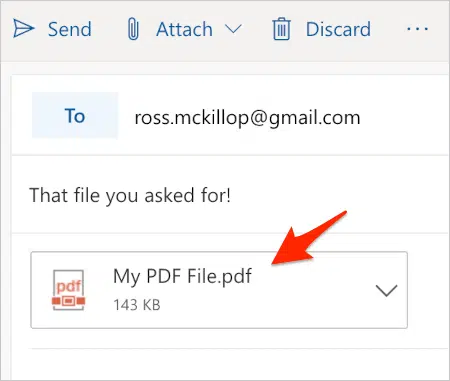 Send Attach Discard
To ross.mckillop@gmail.com
That file you asked for!
pdf My PDF File.pdf
143 KB